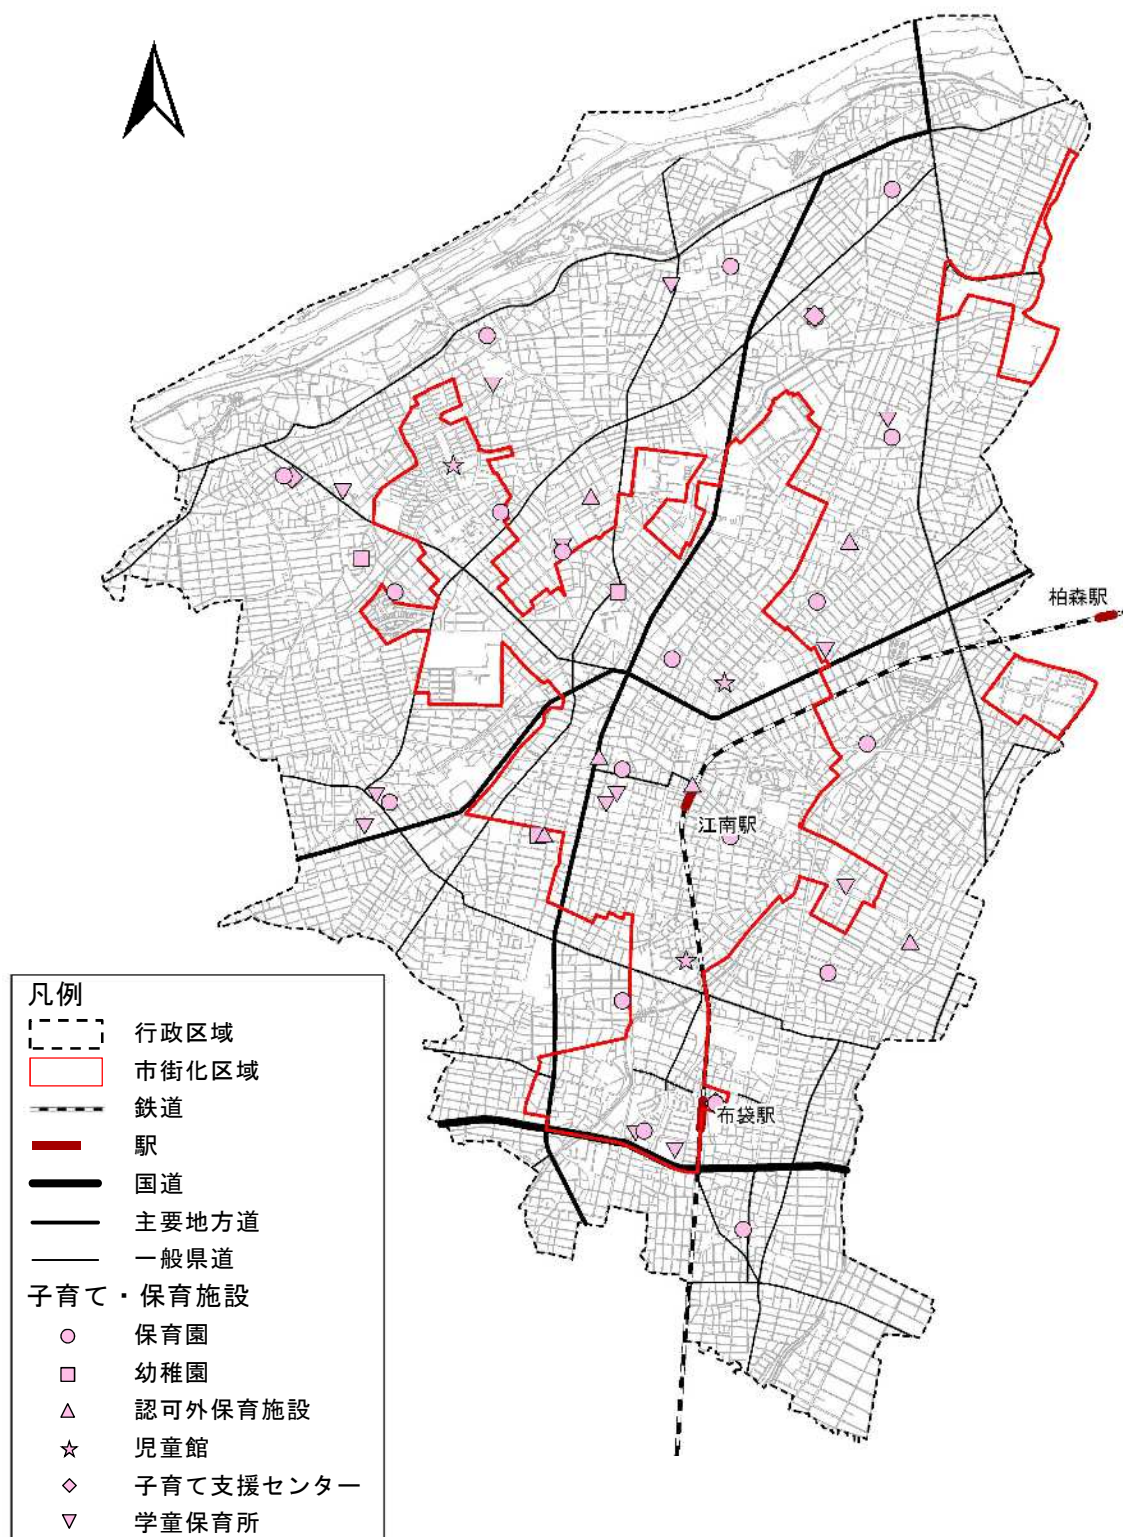 柏森駅
江南駅
布袋駅
凡例
行政区域
市街化区域
鉄道
駅
国道
主要地方道
一般県道
子育て・保育施設
保育園
幼稚園
認可外保育施設
児童館
子育て支援センター
学童保育所